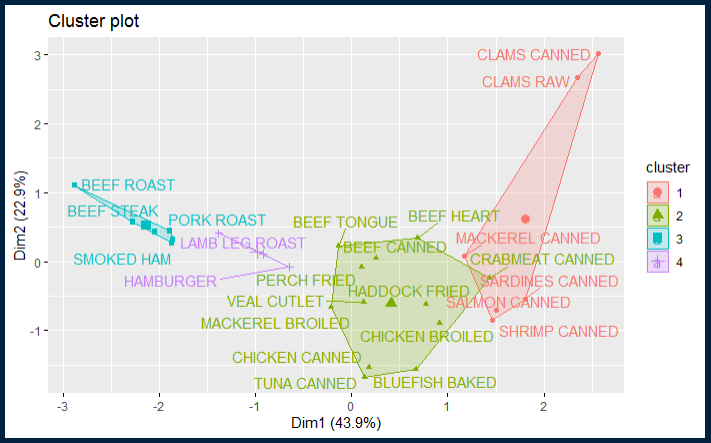 Cluster plot
CLAMS CANNED
CLAMS RAW
BEEF ROAST
BEEF STEAK
PORK ROAST
BEEF TONGUE
BEEF HEART
LAMB LEG ROAST
BEEF CANNED
MACKEREL CANNED
SMOKED HAM
CRABMEAT CANNED
HAMBURGER
PERCH FRIED
SARDINES CANNED
HADDOCK FRIED
VEAL CUTLET
SALMON CANNED
MACKEREL BROILED
SHRIMP CANNED
CHICKEN BROILED
CHICKEN CANNED
TUNA CANNED
BLUEFISH BAKED
3
2
1
0
-1
Dim2 (22.9%)
-3 -2 -1 0 1 2
Dim1 (43.9%)
cluster
1
2
3
4